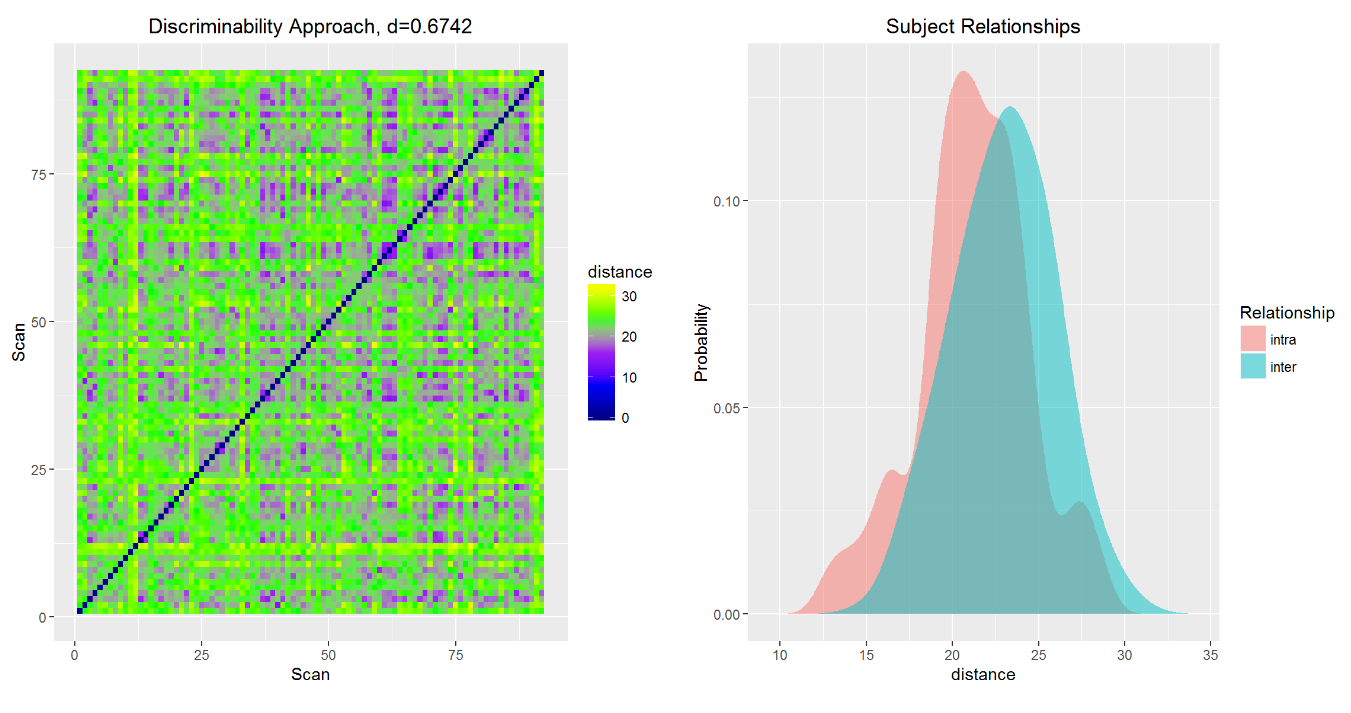 Discriminability Approach, d=0.6742
Scan
75
50
25
0
0 25 50 75
Scan
distance
30
20
10
0
Subject Relationships
Probability
0.10
0.05
0.00
10 15 20 25 30 35
distance
Relationship
intra
inter